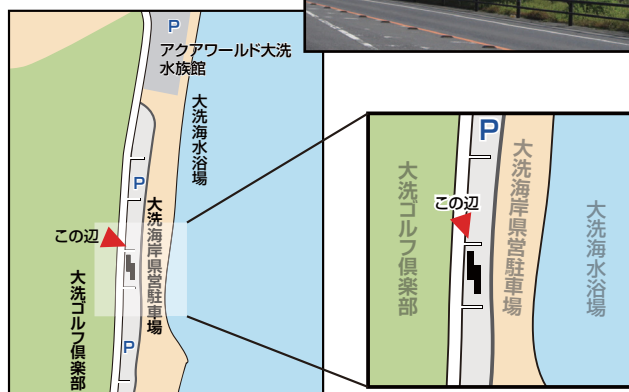 P
アクアワールド大洗
水族館
大洗海水浴場
P
大洗海岸県営駐車場
この辺
大洗ゴルフ倶楽部
P
P
大洗ゴルフ倶楽部
この辺
大洗海岸県営駐車場
大洗海水浴場